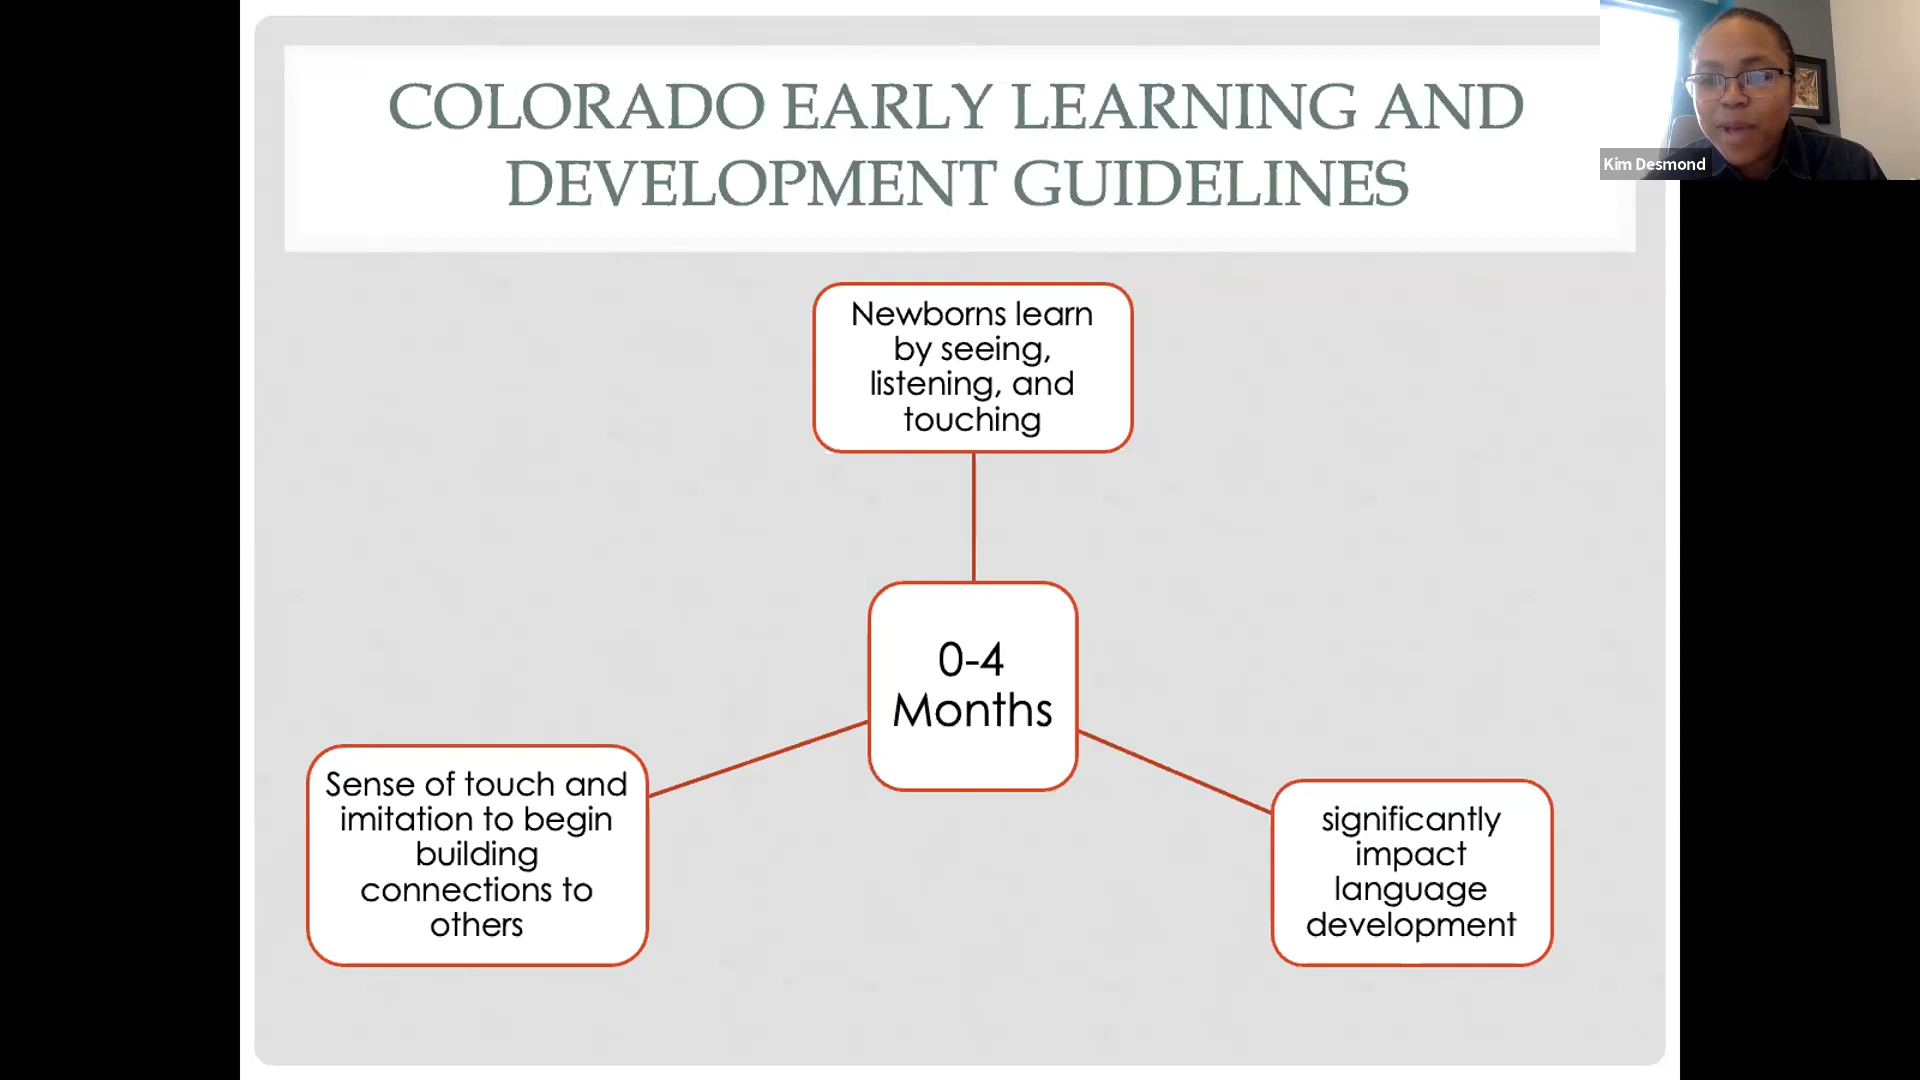 COLORADO EARLY LEARNING AND
DEVELOPMENT GUIDELINES
Kim Desmond
Newborns learn
by seeing,
listening, and
touching
0-4
Months
Sense of touch and
imitation to begin
building
connections to
others
significantly
impact
language
development